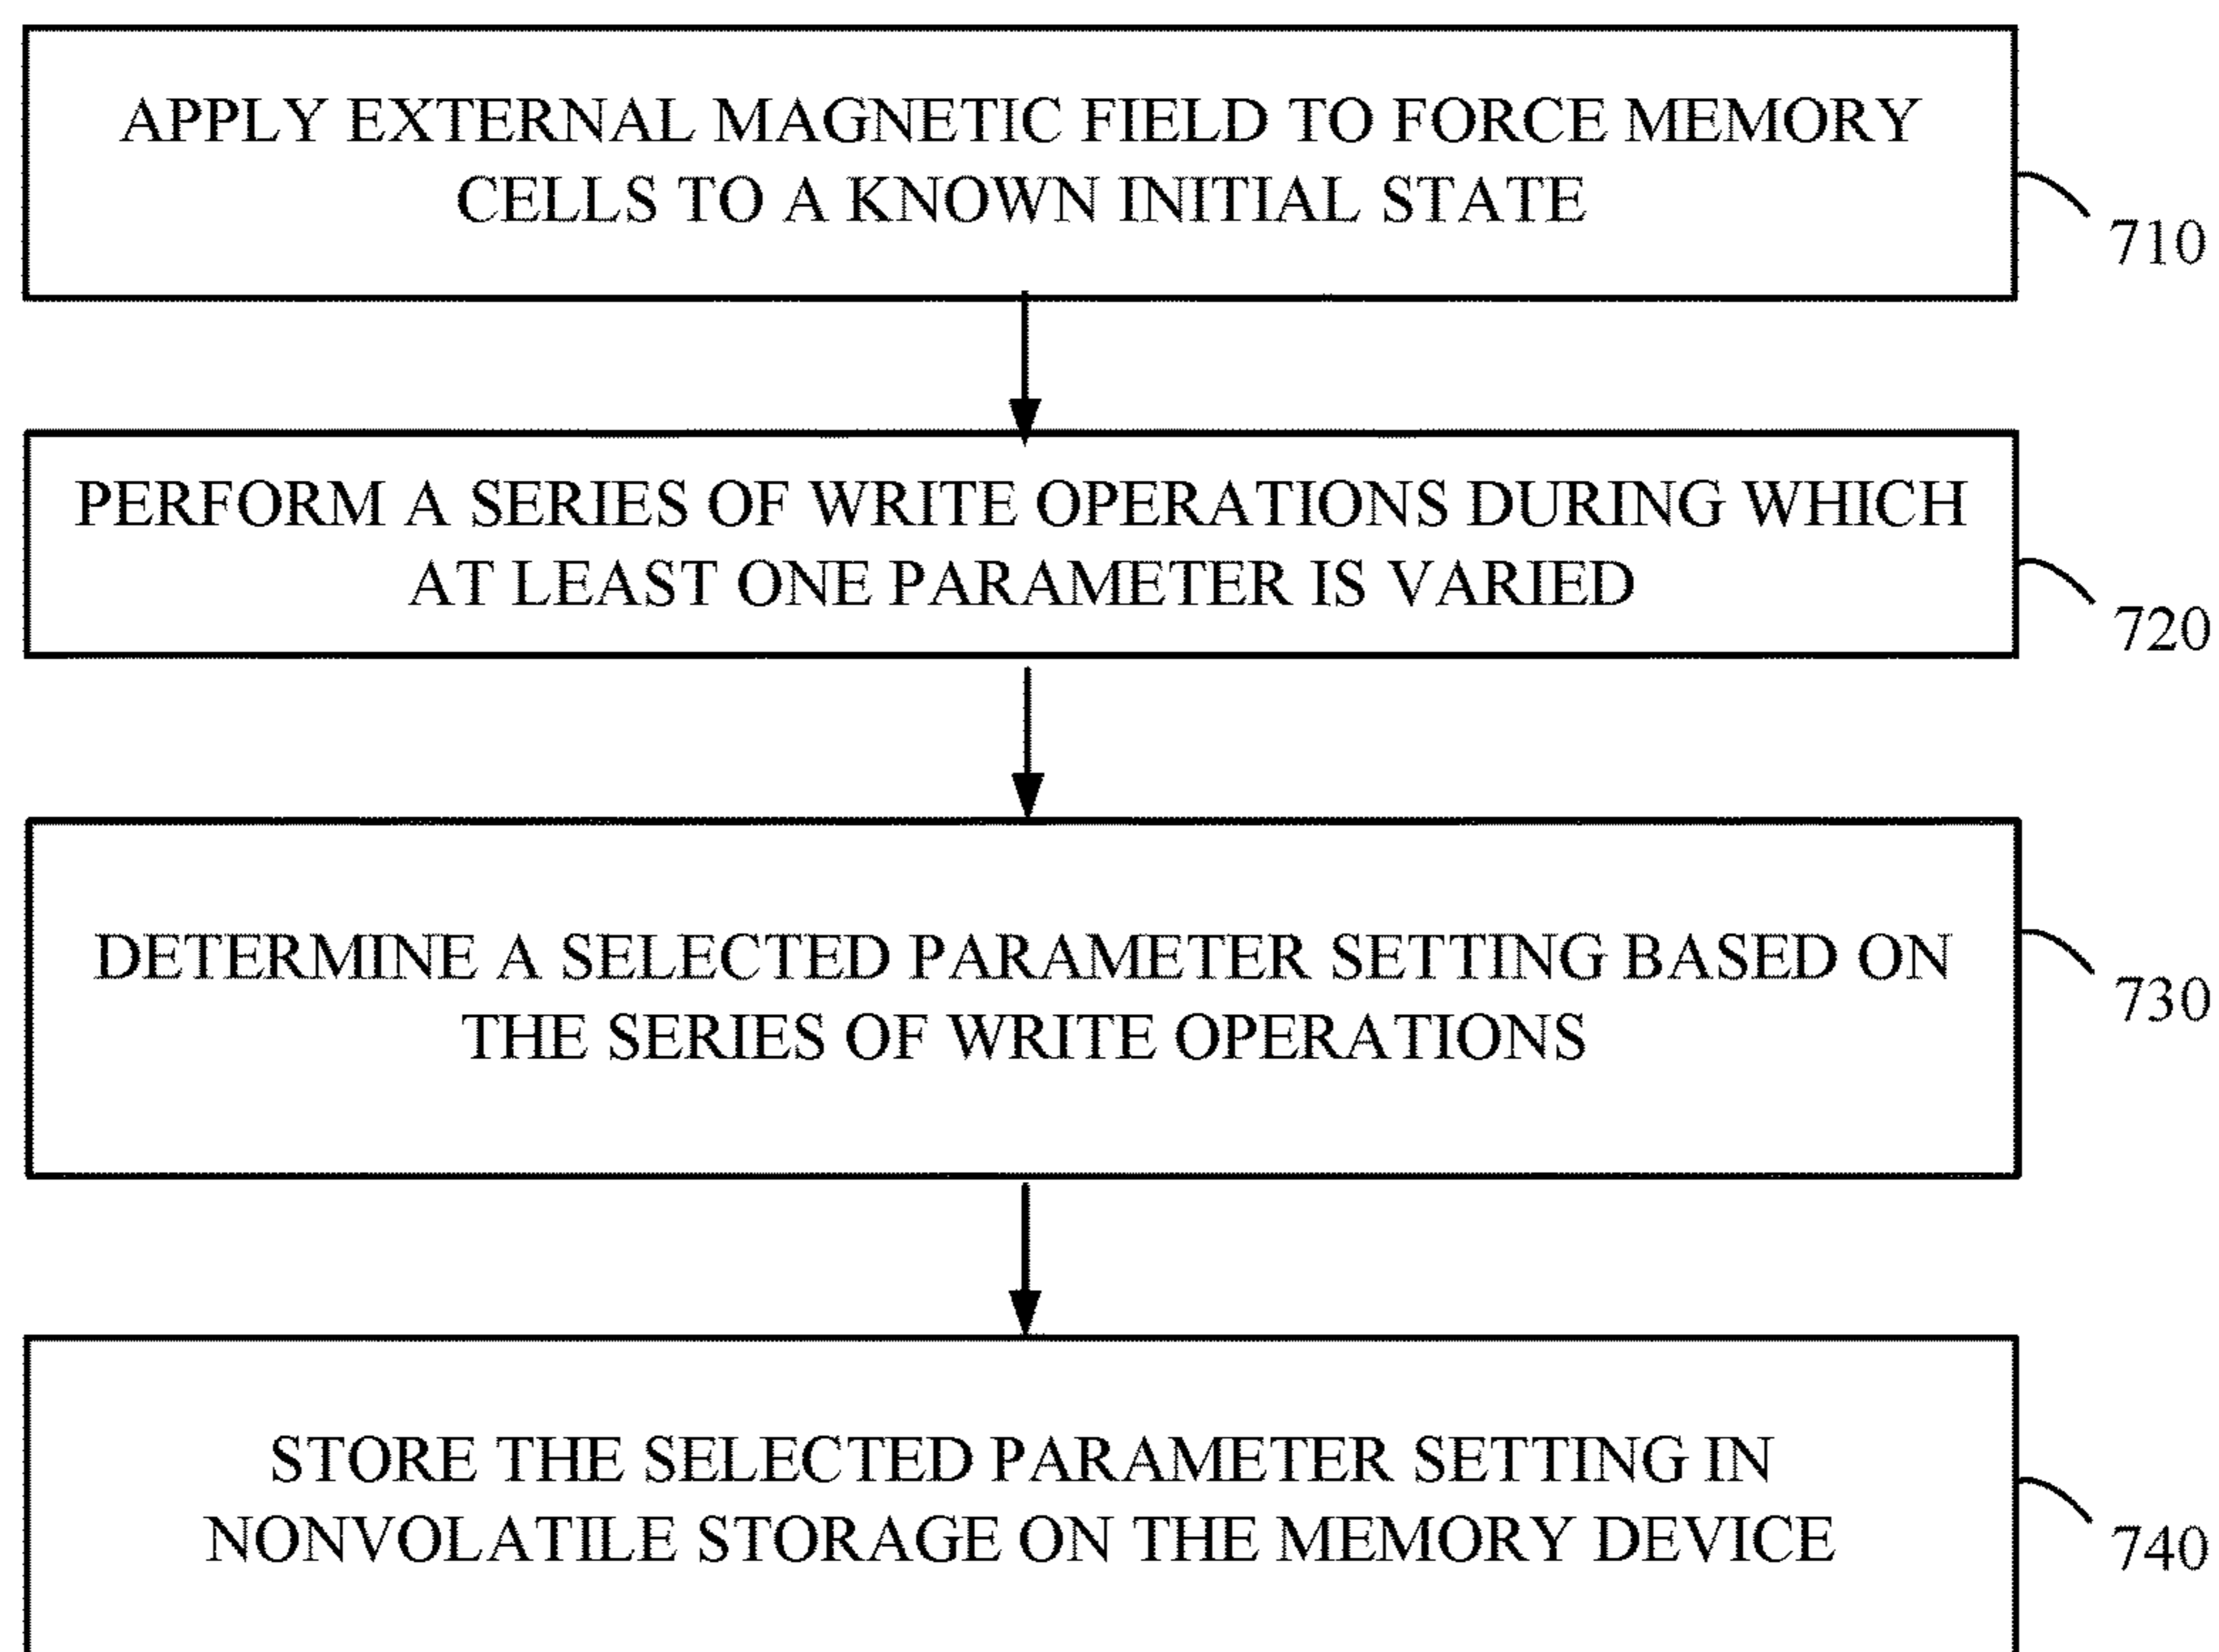 APPLY EXTERNAL MAGNETIC FIELD TO FORCE MEMORY
CELLS TO A KNOWN INITIAL STATE
710
PERFORM A SERIES OF WRITE OPERATIONS DURING WHICH
AT LEAST ONE PARAMETER IS VARIED
720
DETERMINE A SELECTED PARAMETER SETTING BASED ON
THE SERIES OF WRITE OPERATIONS
730
STORE THE SELECTED PARAMETER SETTING IN
NONVOLATILE STORAGE ON THE MEMORY DEVICE
740